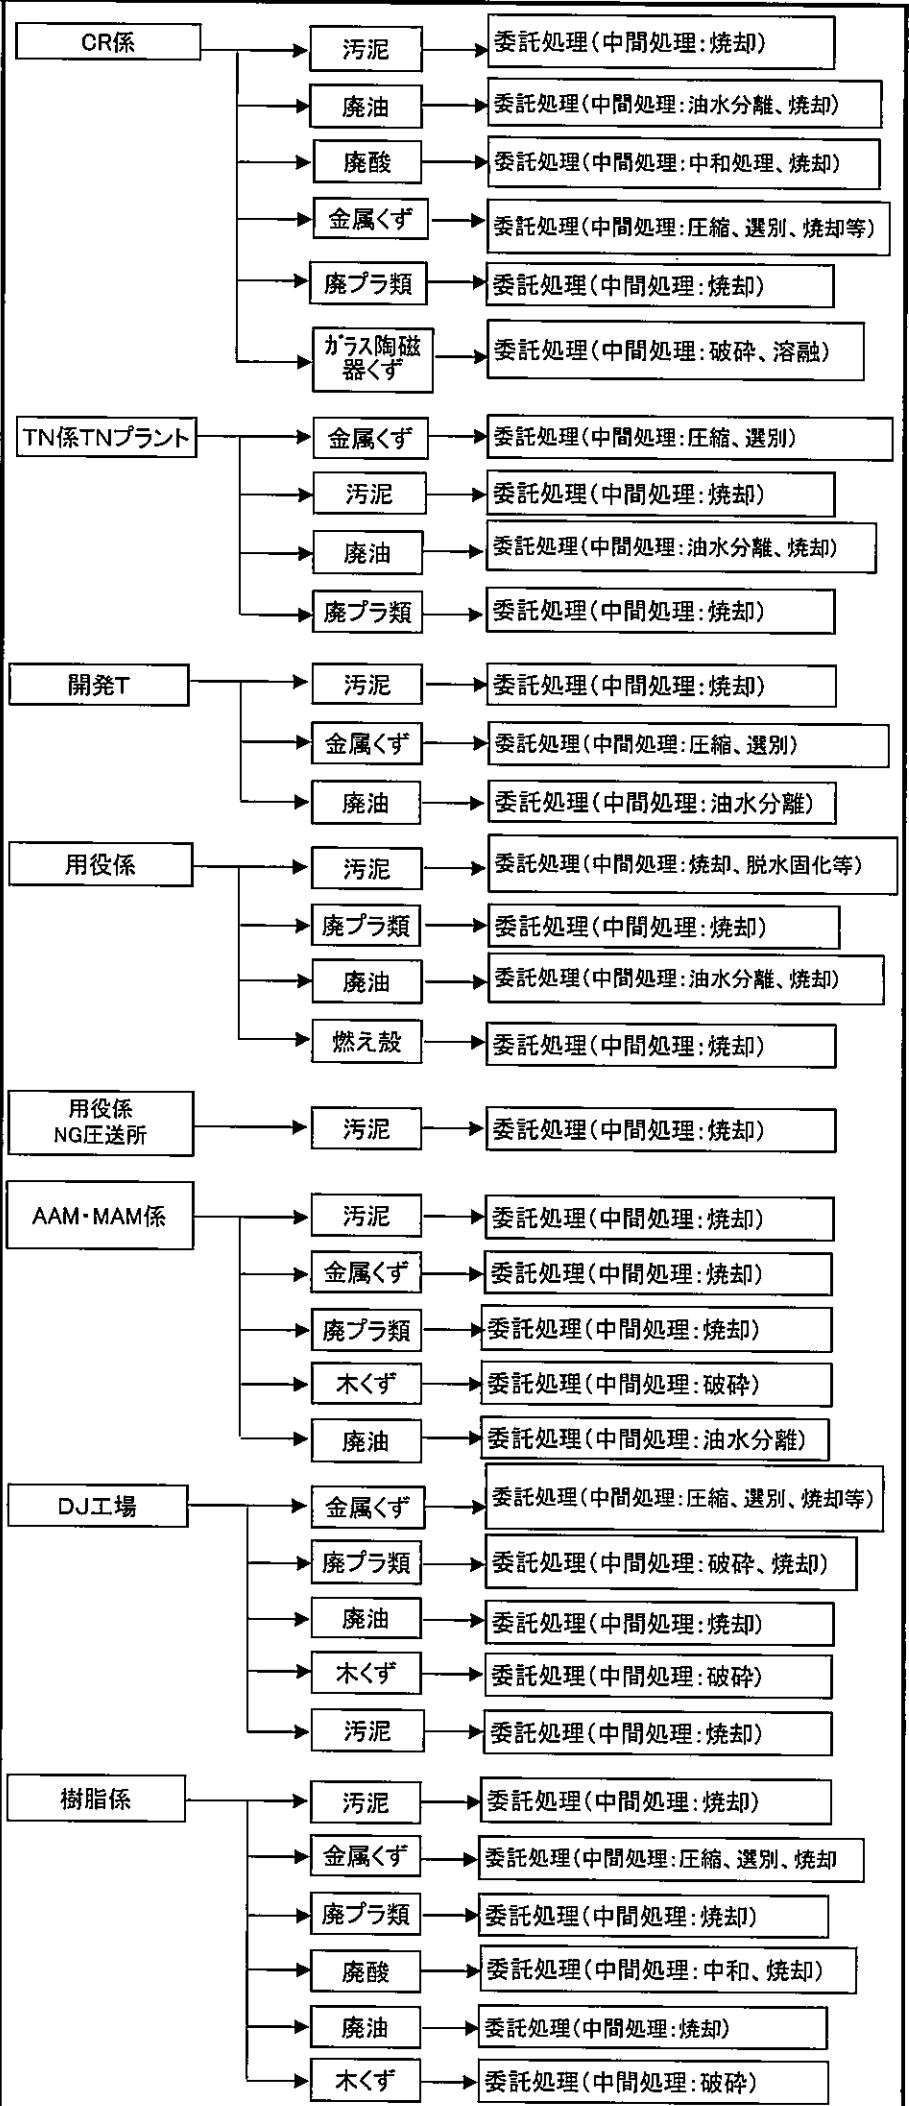 CR係
汚泥
委託処理(中間処理:焼却)
廃油
委託処理(中間処理:油水分離、焼却)
廃酸
委託処理(中間処理:中和処理、焼却)
金属くず
委託処理(中間処理:圧縮、選別、焼却等)
廃プラ類
委託処理(中間処理:焼却)
ガラス陶磁
器くず
委託処理(中間処理:破砕、溶融)
TN係TNプラント
金属くず
委託処理(中間処理:圧縮、選別)
汚泥
委託処理(中間処理:焼却)
廃油
委託処理(中間処理:油水分離、焼却)
廃プラ類
委託処理(中間処理:焼却)
開発T
汚泥
委託処理(中間処理:焼却)
金属くず
委託処理(中間処理:圧縮、選別)
廃油
委託処理(中間処理:油水分離)
用役係
汚泥
委託処理(中間処理:焼却、脱水固化等)
廃プラ類
委託処理(中間処理:焼却)
廃油
委託処理(中間処理:油水分離、焼却)
燃え殻
委託処理(中間処理:焼却)
用役係
NG圧送所
汚泥
委託処理(中間処理:焼却)
AAM・MAM係
汚泥
委託処理(中間処理:焼却)
金属くず
委託処理(中間処理:焼却)
廃プラ類
委託処理(中間処理:焼却)
木くず
委託処理(中間処理:破砕)
廃油
委託処理(中間処理:油水分離)
DJ工場
金属くず
委託処理(中間処理:圧縮、選別、焼却等)
廃プラ類
委託処理(中間処理:破砕、焼却)
廃油
委託処理(中間処理:焼却)
木くず
委託処理(中間処理:破砕)
汚泥
委託処理(中間処理:焼却)
樹脂係
汚泥
委託処理(中間処理:焼却)
金属くず
委託処理(中間処理:圧縮、選別、焼却
廃プラ類
委託処理(中間処理:焼却)
廃酸
委託処理(中間処理:中和、焼却)
廃油
委託処理(中間処理:焼却)
木くず
委託処理(中間処理:破砕)